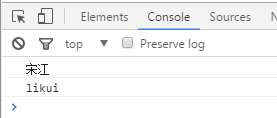 Elements Console Sources N
top ▼ Preserve log
宋江
likui